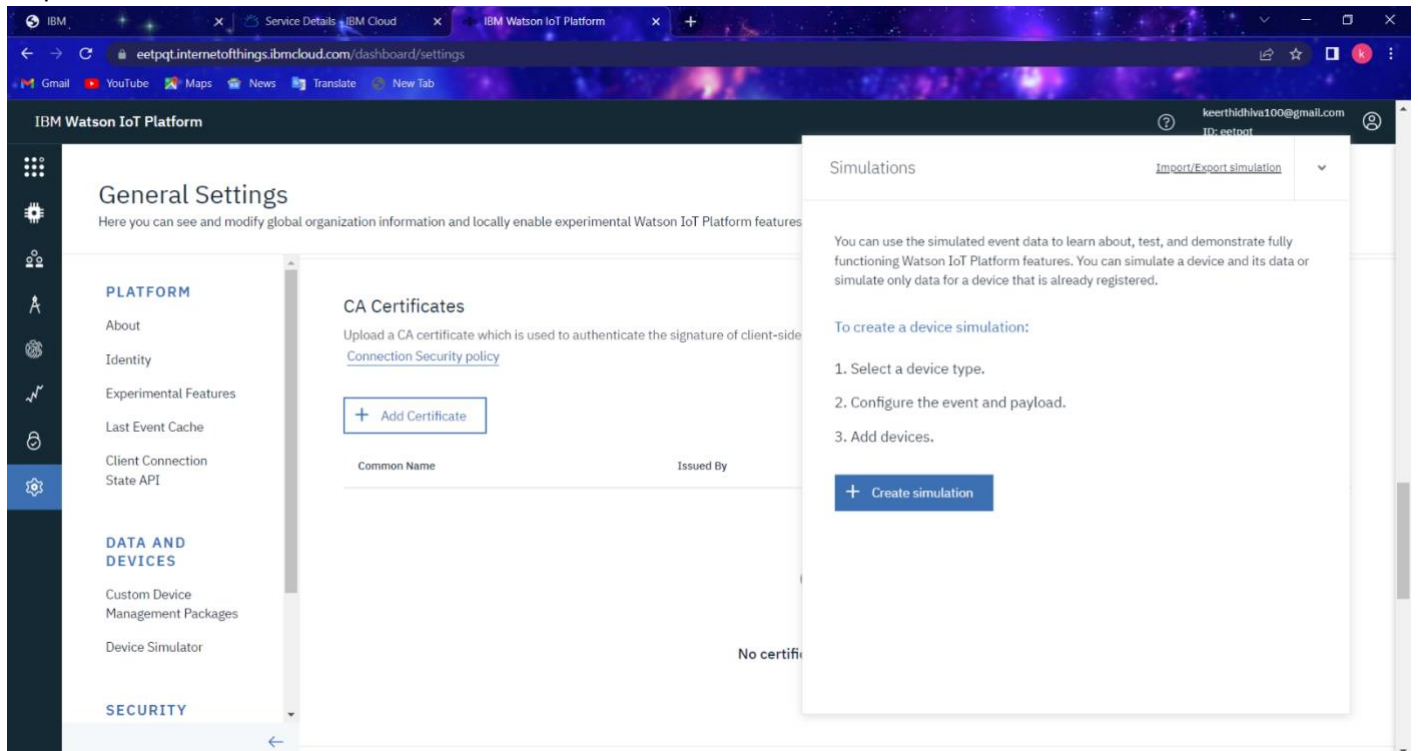 IBM
Service Details - IBM Cloud
IBM Watson IoT Platform
eetpqt.internetofthings.ibmcloud.com/dashboard/settings
k
Gmail
YouTube
Maps
News
Translate
New Tab
IBM Watson IoT Platform
keerthidhiva100@gmail.com
ID: eetpqt
General Settings
Here you can see and modify global organization information and locally enable experimental Watson IoT Platform features
PLATFORM
About
Identity
Experimental Features
Last Event Cache
Client Connection
State API
DATA AND
DEVICES
Custom Device
Management Packages
Device Simulator
SECURITY
CA Certificates
Upload a CA certificate which is used to authenticate the signature of client-side
Connection Security policy
+ Add Certificate
Common Name
Issued By
No certifi
Simulations
Import/Export simulation
You can use the simulated event data to learn about, test, and demonstrate fully
functioning Watson IoT Platform features. You can simulate a device and its data or
simulate only data for a device that is already registered.
To create a device simulation:
1. Select a device type.
2. Configure the event and payload.
3. Add devices.
+ Create simulation